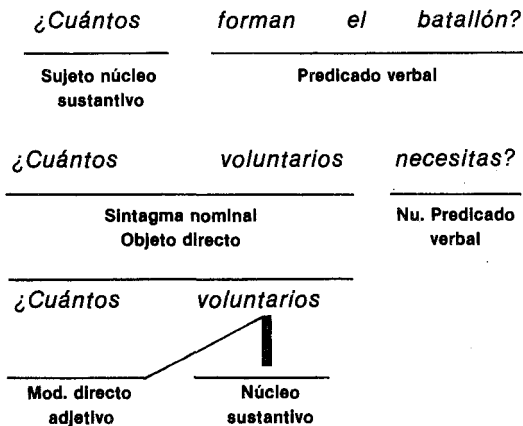 ¿Cuántos forman el batallón?
Sujeto núcleo Predicado verbal
sustantivo
¿Cuántos voluntarios necesitas?
Sintagma nominal Nu. Predicado
Objeto directo verbal
¿Cuántos voluntarios
Mod. directo Núcleo
adjetivo sustantivo